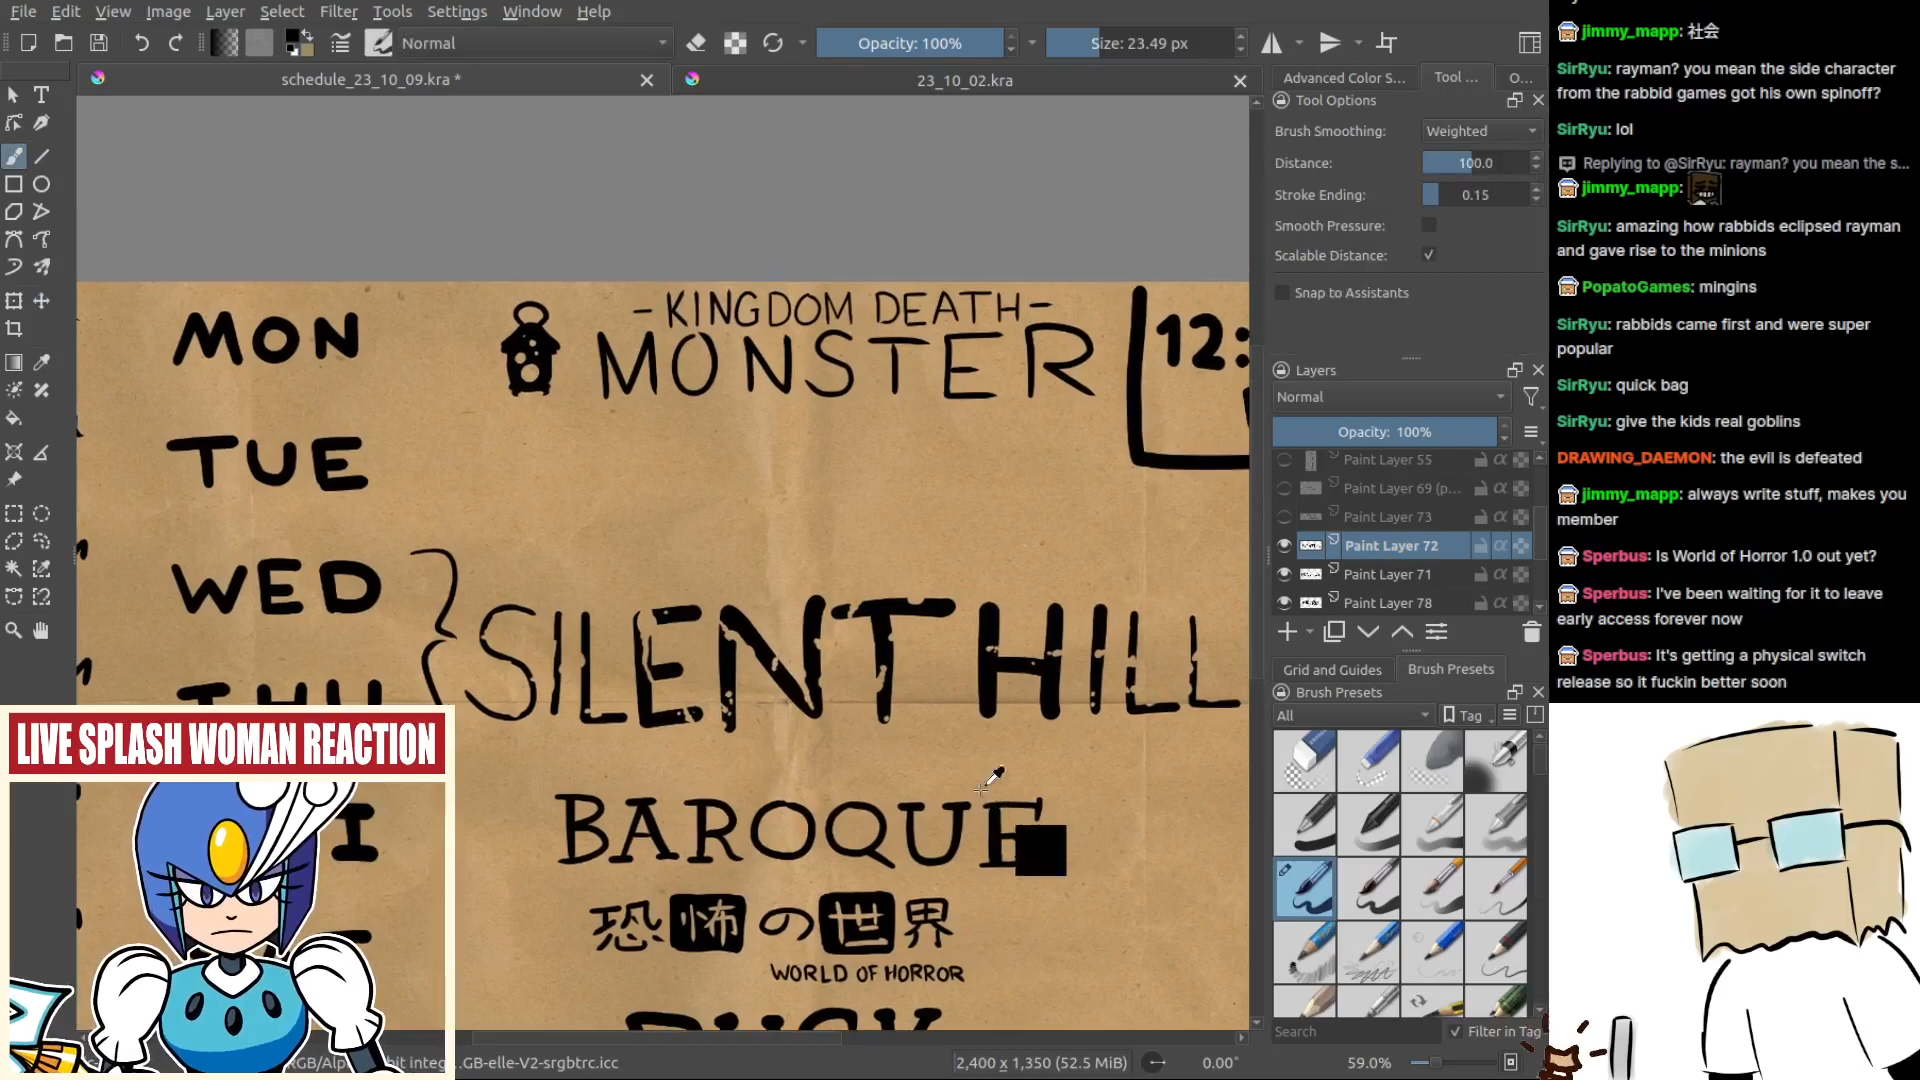 File Edit View Image Layer Select Filter Tools Settings Window Help
Normal
Opacity: 100%
Size: 23.49 px
schedule_23_10_09.kra *
23_10_02.kra
Advanced Color S...
Tool ...
O...
Tool Options
Brush Smoothing:
Weighted
Distance:
100.0
Stroke Ending:
0.15
Smooth Pressure:
Scalable Distance:
Snap to Assistants
Layers
Normal
Opacity: 100%
Paint Layer 55
Paint Layer 69 (p...
Paint Layer 73
Paint Layer 72
Paint Layer 71
Paint Layer 78
Grid and Guides
Brush Presets
Brush Presets
All
Tag
Search
Filter in Tag
MON
TUE
WED
THU
-KINGDOM DEATH-
MONSTER
12:
SILENT HILL
BAROQUE
恐怖の世界
WORLD OF HORROR
LIVE SPLASH WOMAN REACTION
GB-elle-V2-srgbtrc.icc
2,400 x 1,350 (52.5 MiB)
0.00°
59.0%
jimmy_mapp: 社会
SirRyu: rayman? you mean the side character
from the rabbid games got his own spinoff?
SirRyu: lol
Replying to @SirRyu: rayman? you mean the s...
jimmy_mapp:
SirRyu: amazing how rabbids eclipsed rayman
and gave rise to the minions
PopatoGames: mingins
SirRyu: rabbids came first and were super
popular
SirRyu: quick bag
SirRyu: give the kids real goblins
DRAWING_DAEMON: the evil is defeated
jimmy_mapp: always write stuff, makes you
member
Sperbus: Is World of Horror 1.0 out yet?
Sperbus: I've been waiting for it to leave
early access forever now
Sperbus: It's getting a physical switch
release so it fuckin better soon